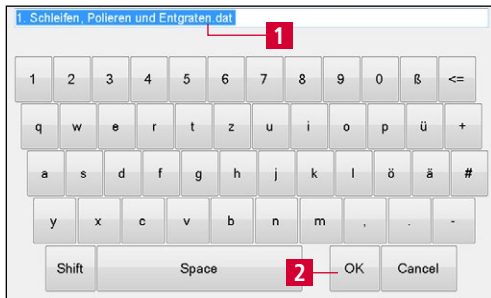 1. Schleifen, Polieren und Entgraten.dat
1
1 2 3 4 5 6 7 8 9 0 ß <=
q w e r t z u i o p ü +
a s d f g h j k l ö ä #
y x c v b n m , . -
Shift Space 2 OK Cancel